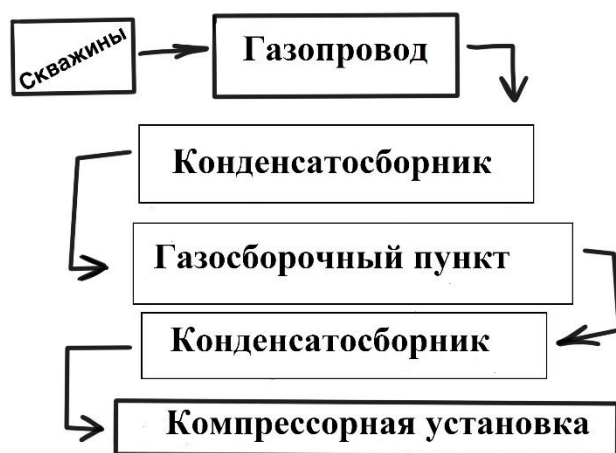 Скважины
Газопровод
Конденсатосборник
Газосборочный пункт
Конденсатосборник
Компрессорная установка